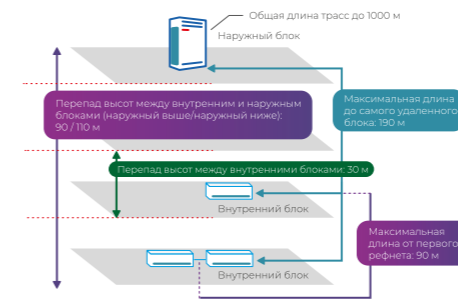 Общая длина трасс до 1000 м
Наружный блок
Перепад высот между внутренним и наружным
блоками (наружный выше/наружный ниже):
90 / 110 м
Максимальная длина
до самого удаленного
блока: 190 м
Перепад высот между внутренними блоками: 30 м
Внутренний блок
Максимальная
длина от первого
рефнета: 90 м
Внутренний блок